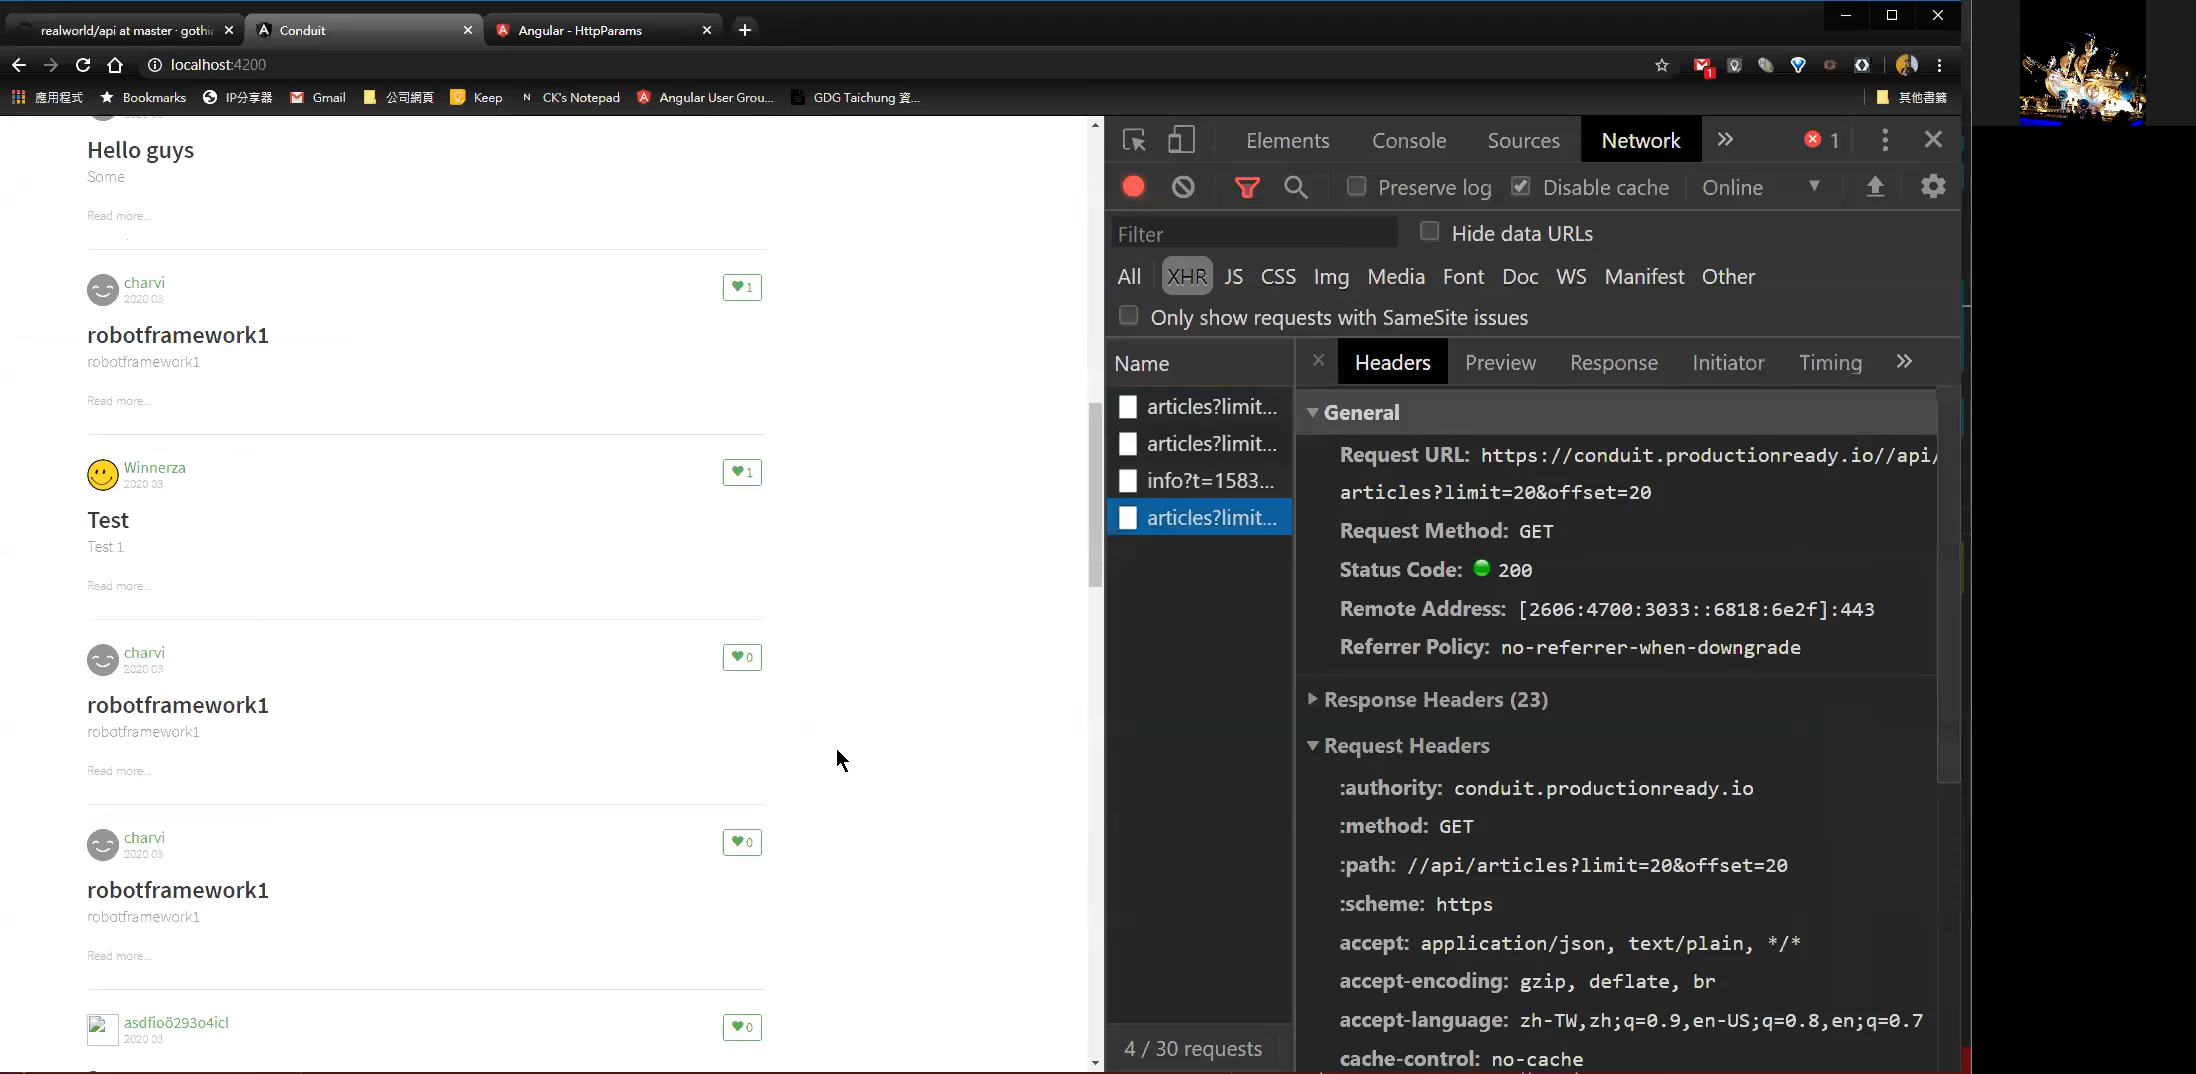 realworld/api at master · gothi
Conduit
Angular - HttpParams
localhost:4200
1
應用程式
Bookmarks
IP分享器
Gmail
公司網頁
Keep
N CK's Notepad
Angular User Grou...
GDG Taichung 資...
其他書籤
Hello guys
Some
Read more...
charvi
2020 03
1
robotframework1
robotframework1
Read more...
Winnerza
2020 03
1
Test
Test 1
Read more...
charvi
2020 03
0
robotframework1
robotframework1
Read more...
charvi
2020 03
0
robotframework1
robotframework1
Read more...
asdfioö293o4icl
2020 03
0
Elements
Console
Sources
Network
1
Preserve log
Disable cache
Online
Filter
Hide data URLs
All
XHR
JS
CSS
Img
Media
Font
Doc
WS
Manifest
Other
Only show requests with SameSite issues
Name
Headers
Preview
Response
Initiator
Timing
articles?limit...
articles?limit...
info?t=1583...
articles?limit...
4 / 30 requests
General
Request URL: https://conduit.productionready.io//api/
articles?limit=20&offset=20
Request Method: GET
Status Code: 200
Remote Address: [2606:4700:3033::6818:6e2f]:443
Referrer Policy: no-referrer-when-downgrade
Response Headers (23)
Request Headers
:authority: conduit.productionready.io
:method: GET
:path: //api/articles?limit=20&offset=20
:scheme: https
accept: application/json, text/plain, */*
accept-encoding: gzip, deflate, br
accept-language: zh-TW,zh;q=0.9,en-US;q=0.8,en;q=0.7
cache-control: no-cache